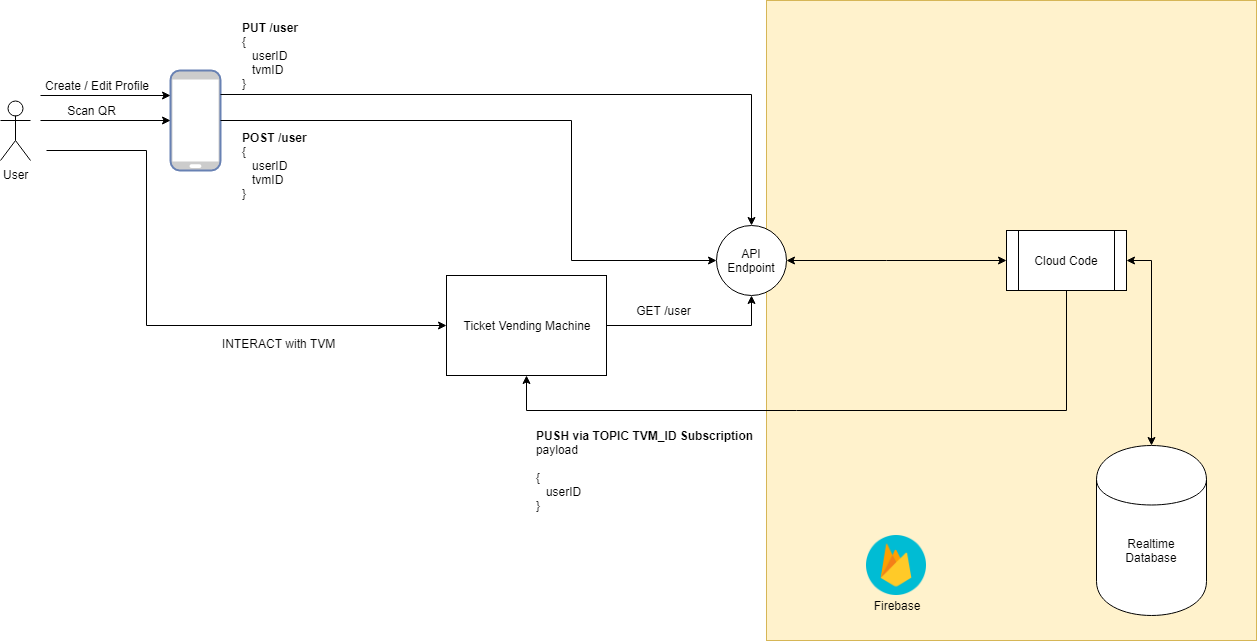 PUT /user
{
userID
tvmID
}
Create / Edit Profile
Scan QR
User
POST /user
{
userID
tvmID
}
API
Endpoint
Cloud Code
Ticket Vending Machine
GET /user
INTERACT with TVM
PUSH via TOPIC TVM_ID Subscription
payload
{
userID
}
Realtime
Database
Firebase